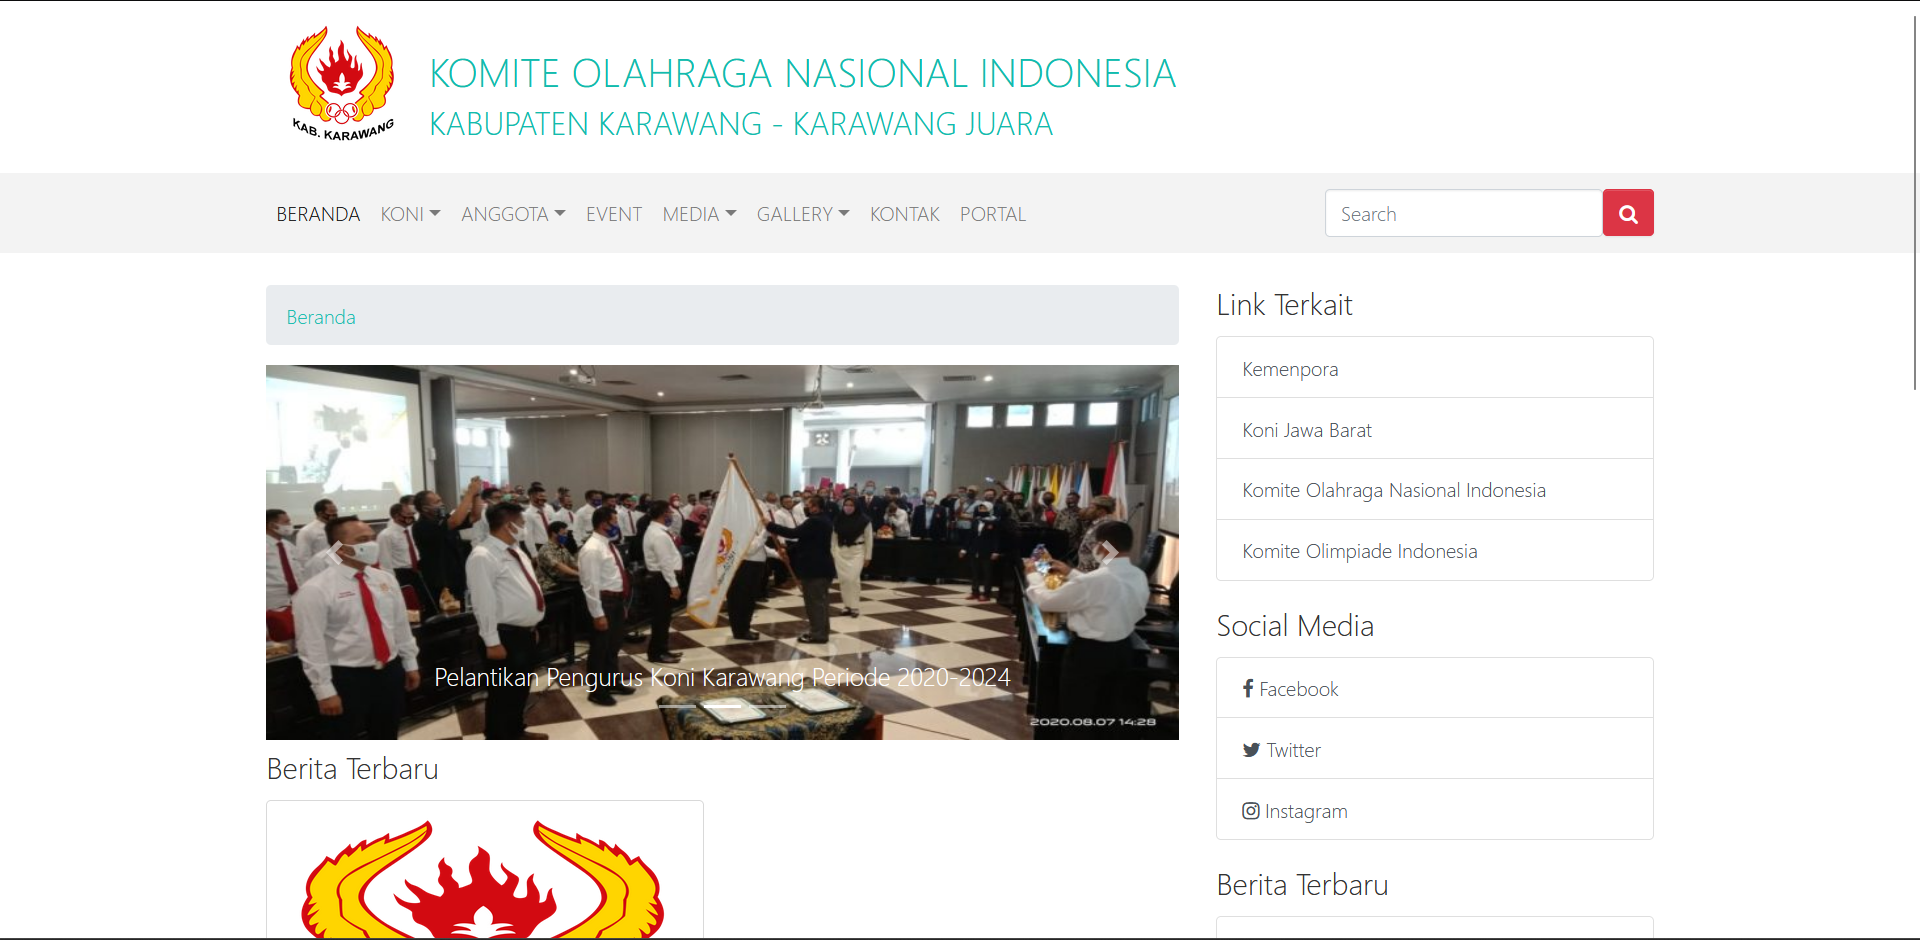 KAB. KARAWANG
KOMITE OLAHRAGA NASIONAL INDONESIA
KABUPATEN KARAWANG - KARAWANG JUARA
BERANDA KONI ANGGOTA EVENT MEDIA GALLERY KONTAK PORTAL Search
Beranda
Pelantikan Pengurus Koni Karawang Periode 2020-2024
2020.08.07 14:28
Berita Terbaru
Link Terkait
Kemenpora
Koni Jawa Barat
Komite Olahraga Nasional Indonesia
Komite Olimpiade Indonesia
Social Media
Facebook
Twitter
Instagram
Berita Terbaru